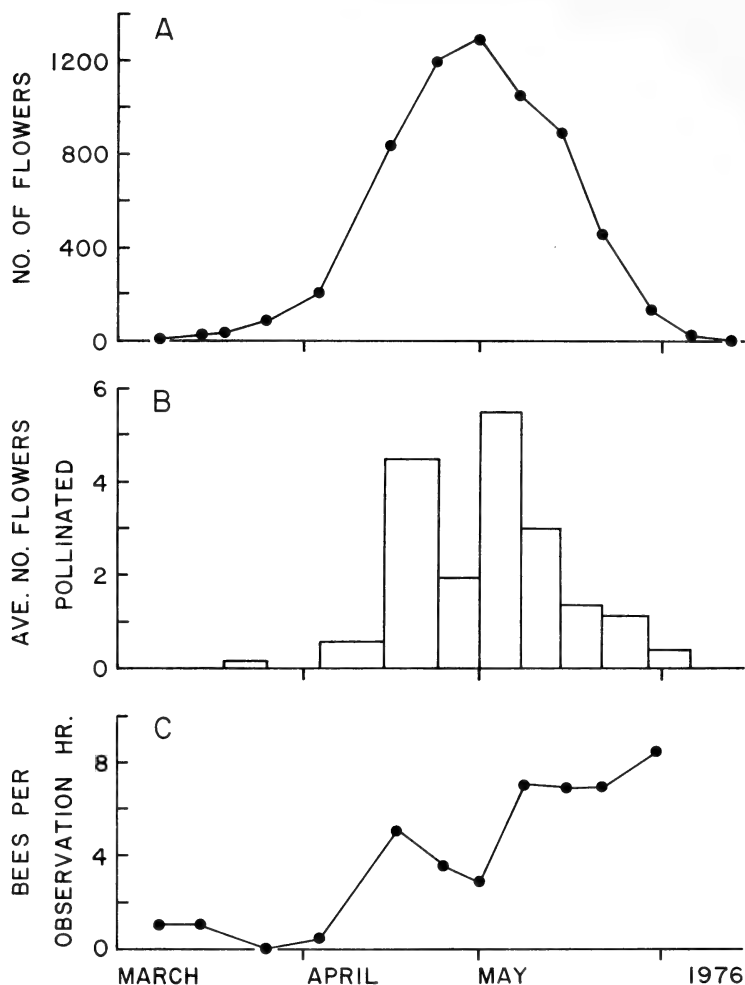 A
NO. OF FLOWERS
1200
800
400
0
B
AVE. NO. FLOWERS
POLLINATED
6
4
2
0
C
BEES PER
OBSERVATION HR.
8
4
0
MARCH APRIL MAY 1976